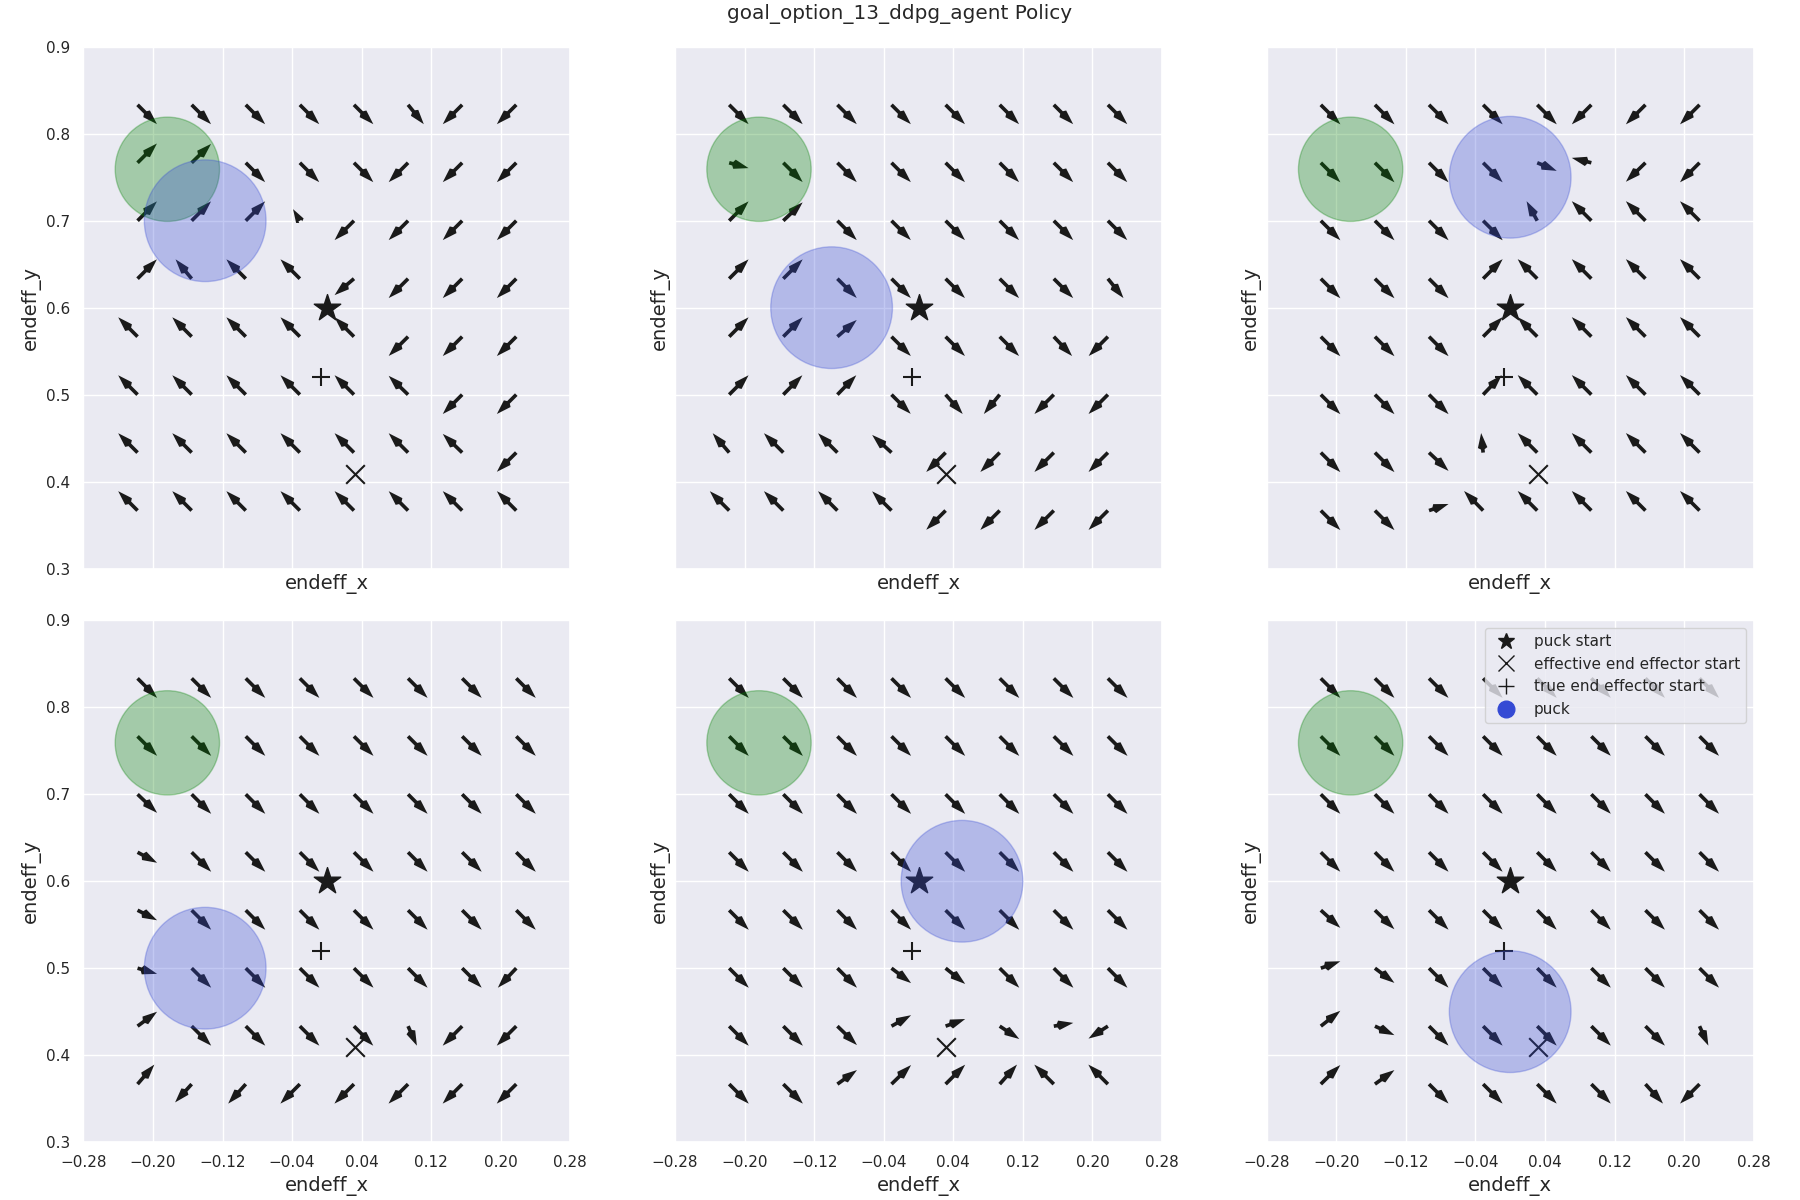 goal_option_13_ddpg_agent Policy
0.9
0.8
0.7
0.6
0.5
0.4
0.3
endeff_y
endeff_x
endeff_y
endeff_x
endeff_y
endeff_x
0.9
0.8
0.7
0.6
0.5
0.4
0.3
endeff_y
−0.28 −0.20 −0.12 −0.04 0.04 0.12 0.20 0.28
endeff_x
endeff_y
−0.28 −0.20 −0.12 −0.04 0.04 0.12 0.20 0.28
endeff_x
puck start
effective end effector start
true end effector start
puck
endeff_y
−0.28 −0.20 −0.12 −0.04 0.04 0.12 0.20 0.28
endeff_x